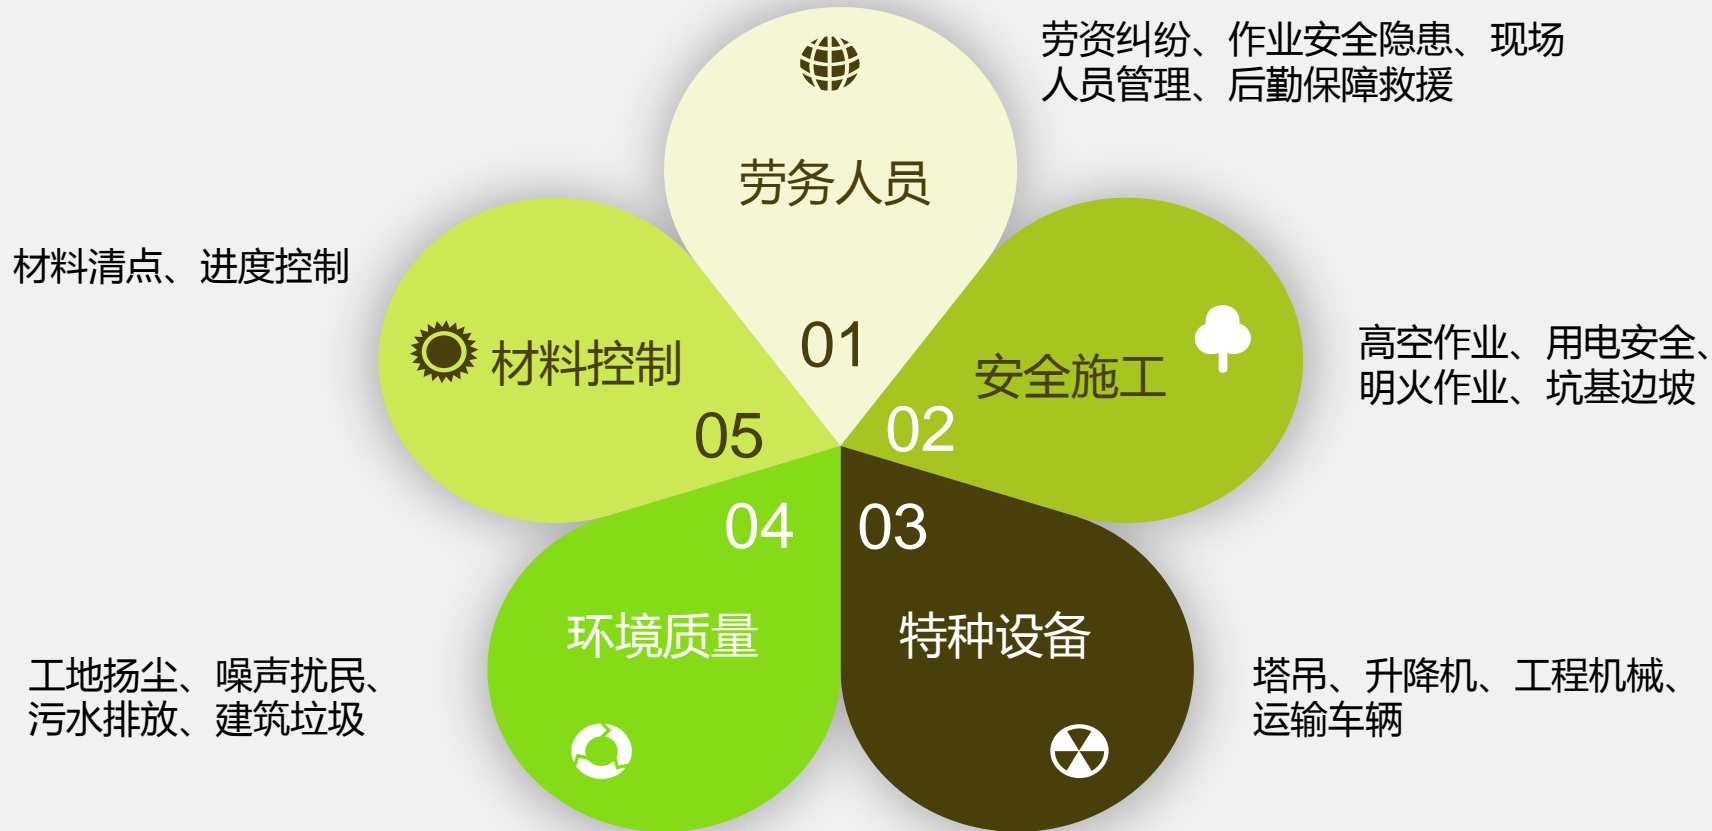 劳资纠纷、作业安全隐患、现场
人员管理、后勤保障救援
劳务人员
01
高空作业、用电安全、
明火作业、坑基边坡
安全施工
02
特种设备
03
塔吊、升降机、工程机械、
运输车辆
环境质量
04
工地扬尘、噪声扰民、
污水排放、建筑垃圾
材料控制
05
材料清点、进度控制